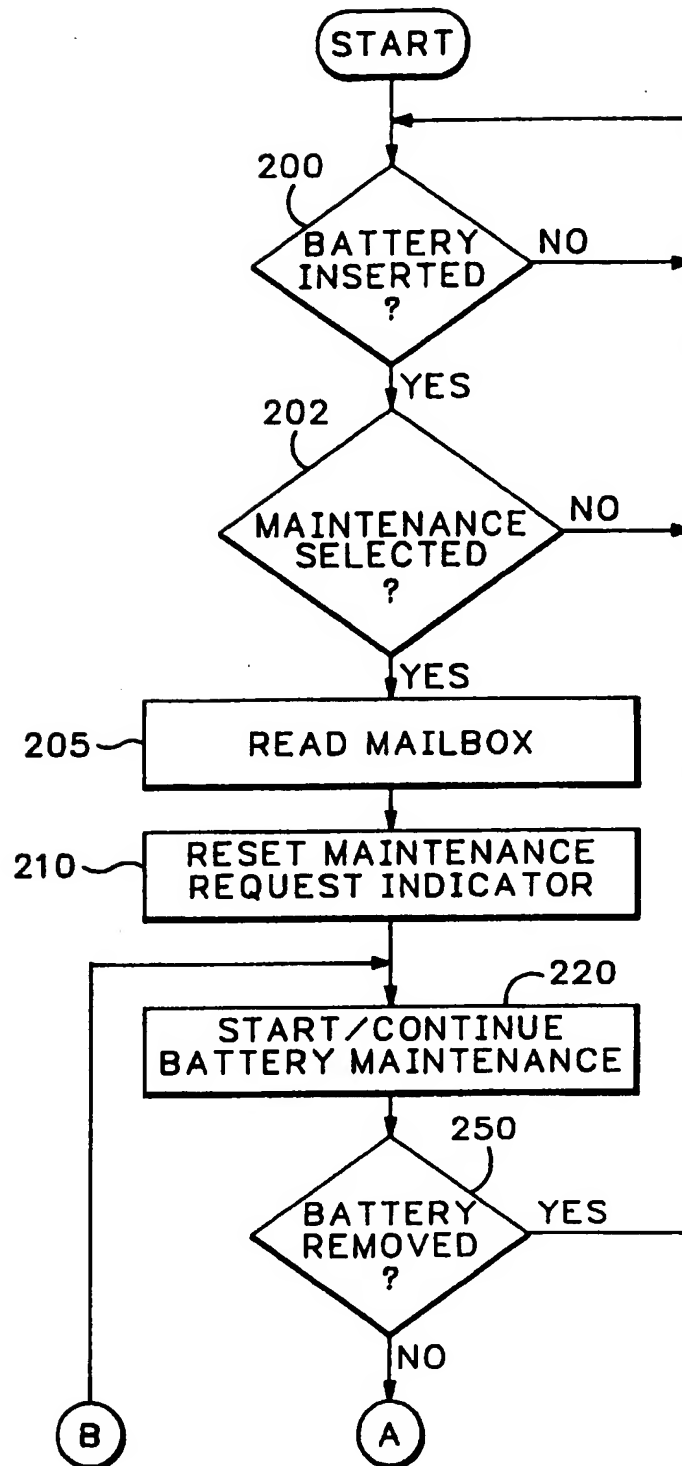 START
200
BATTERY
INSERTED
?
NO
YES
202
MAINTENANCE
SELECTED
?
NO
YES
205
READ MAILBOX
210
RESET MAINTENANCE
REQUEST INDICATOR
220
START/CONTINUE
BATTERY MAINTENANCE
250
BATTERY
REMOVED
?
YES
NO
B
A